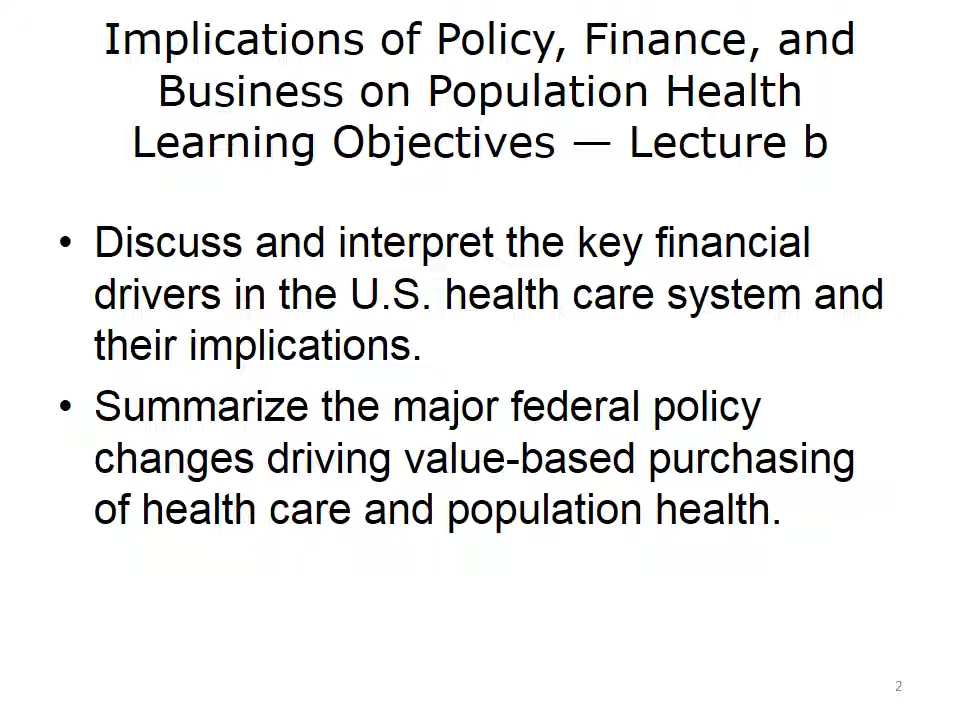 Implications of Policy, Finance, and
Business on Population Health
Learning Objectives — Lecture b
• Discuss and interpret the key financial
drivers in the U.S. health care system and
their implications.
• Summarize the major federal policy
changes driving value-based purchasing
of health care and population health.
2